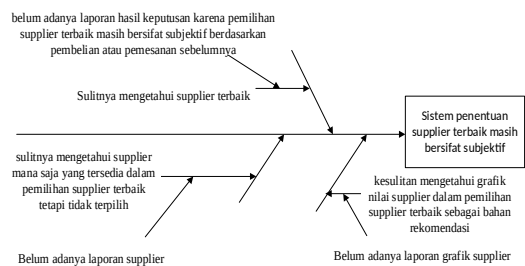 belum adanya laporan hasil keputusan karena pemilihan
supplier terbaik masih bersifat subjektif berdasarkan
pembelian atau pemesanan sebelumnya
Sulitnya mengetahui supplier terbaik
Sistem penentuan
supplier terbaik masih
bersifat subjektif
sulitnya mengetahui supplier
mana saja yang tersedia dalam
pemilihan supplier terbaik
tetapi tidak terpilih
kesulitan mengetahui grafik
nilai supplier dalam pemilihan
supplier terbaik sebagai bahan
rekomendasi
Belum adanya laporan supplier
Belum adanya laporan grafik supplier